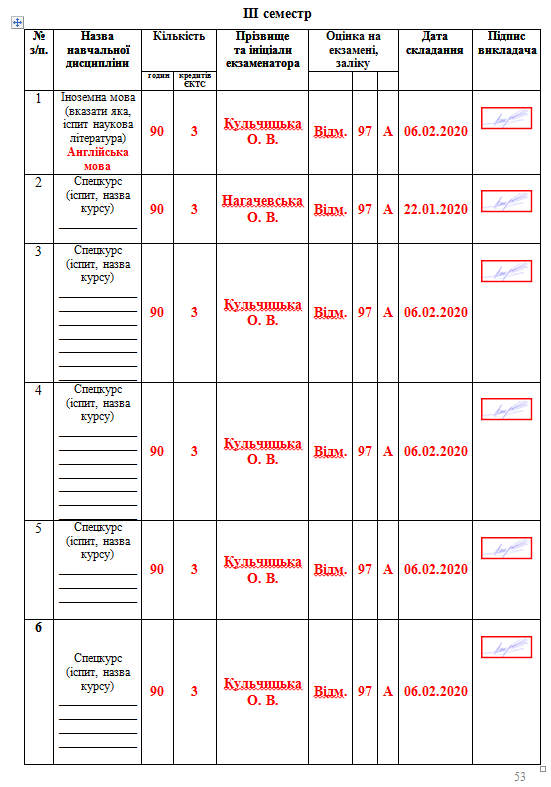 III семестр
№ з/п.
Назва навчальної дисципліни
Кількість
годин
кредитів ЄКТС
Прізвище та ініціали екзаменатора
Оцінка на екзамені, заліку
Дата складання
Підпис викладача
1
Іноземна мова
(вказати яка,
іспит наукова
література)
Англійська
мова
90
3
Кульчицька
О. В.
Відм.
97
А
06.02.2020
2
Спецкурс
(іспит, назва
курсу)
90
3
Нагачевська
О. В.
Відм.
97
А
22.01.2020
3
Спецкурс
(іспит, назва
курсу)
90
3
Кульчицька
О. В.
Відм.
97
А
06.02.2020
4
Спецкурс
(іспит, назва
курсу)
90
3
Кульчицька
О. В.
Відм.
97
А
06.02.2020
5
Спецкурс
(іспит, назва
курсу)
90
3
Кульчицька
О. В.
Відм.
97
А
06.02.2020
6
Спецкурс
(іспит, назва
курсу)
90
3
Кульчицька
О. В.
Відм.
97
А
06.02.2020
53